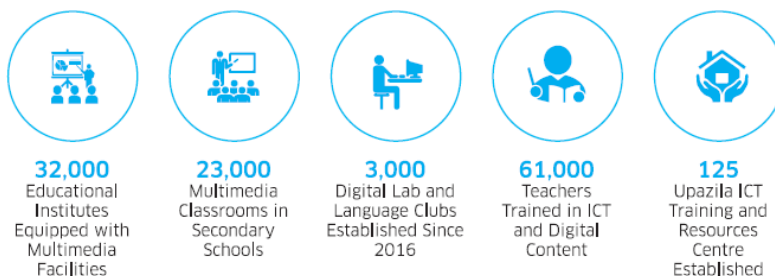 32,000
Educational
Institutes
Equipped with
Multimedia
Facilities
23,000
Multimedia
Classrooms in
Secondary
Schools
3,000
Digital Lab and
Language Clubs
Established Since
2016
61,000
Teachers
Trained in ICT
and Digital
Content
125
Upazila ICT
Training and
Resources
Centre
Established